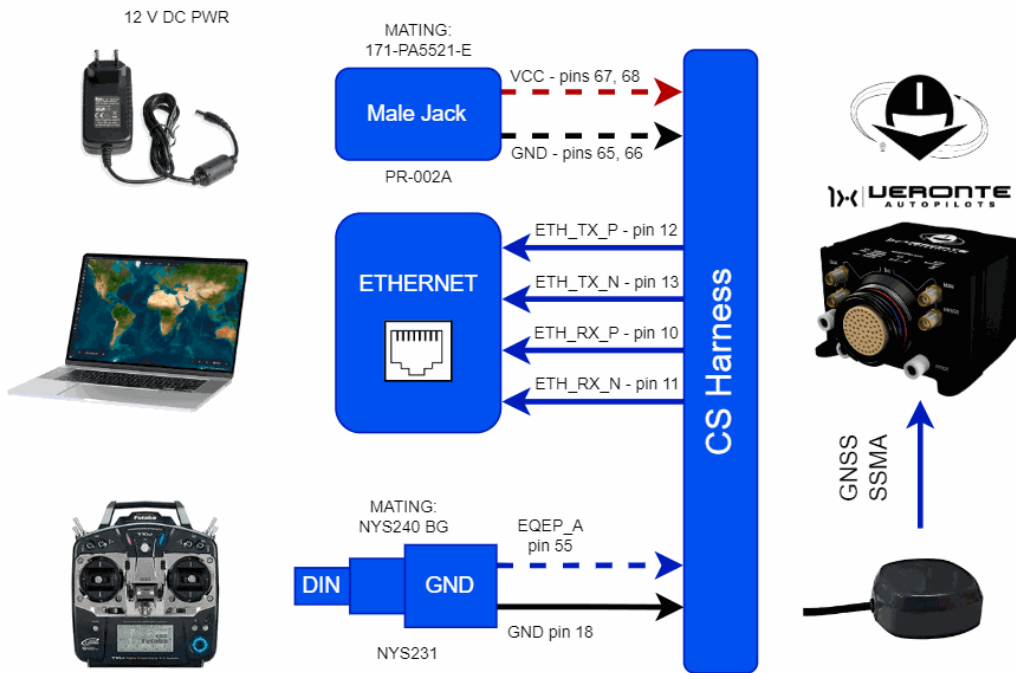 12 V DC PWR
MATING:
171-PA5521-E
Male Jack
PR-002A
VCC - pins 67, 68
GND - pins 65, 66
ETHERNET
ETH_TX_P - pin 12
ETH_TX_N - pin 13
ETH_RX_P - pin 10
ETH_RX_N - pin 11
MATING:
NYS240 BG
DIN
GND
NYS231
EQEP_A
pin 55
GND pin 18
CS Harness
VERONTE
AUTOPILOTS
GNSS
SSMA
Futaba